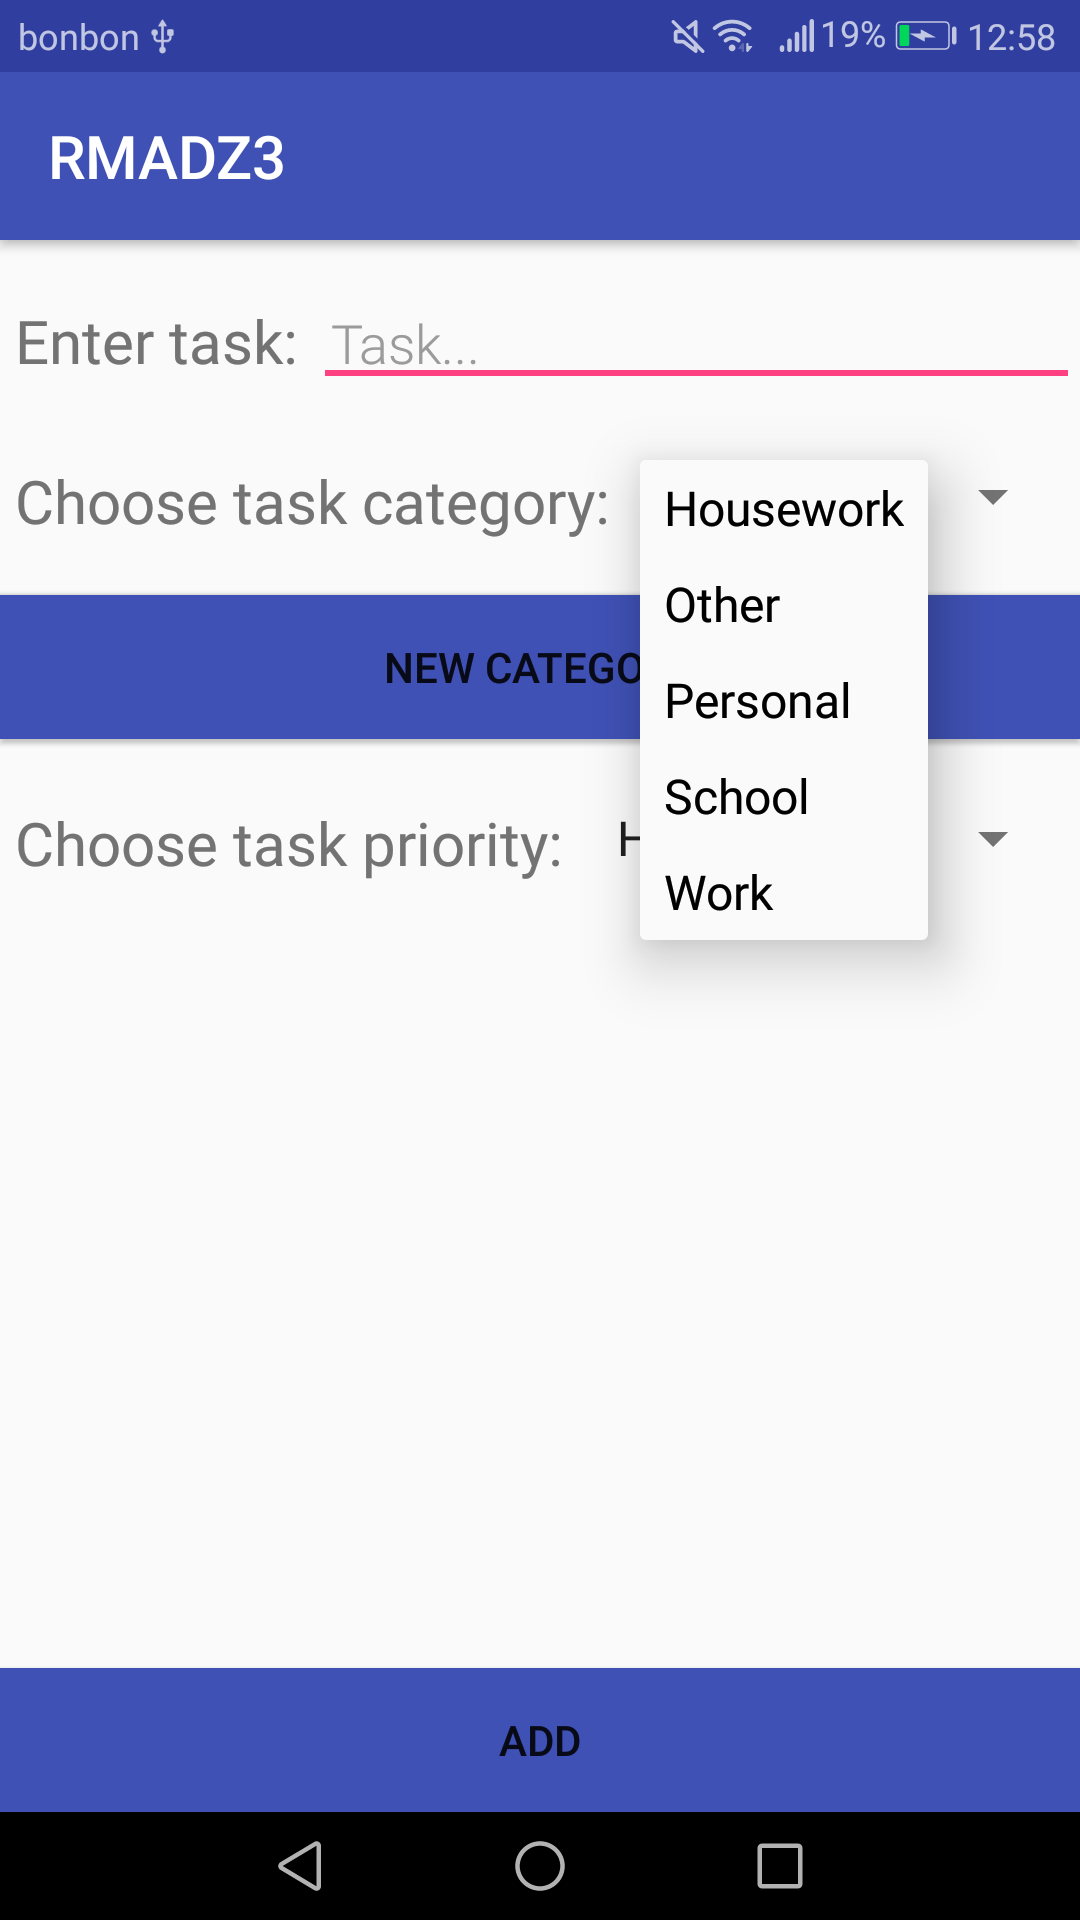 bonbon 19% 12:58
RMADZ3
Enter task: Task...
Choose task category:
Housework
Other
NEW CATEGO
Personal
School
Choose task priority: H
Work
ADD